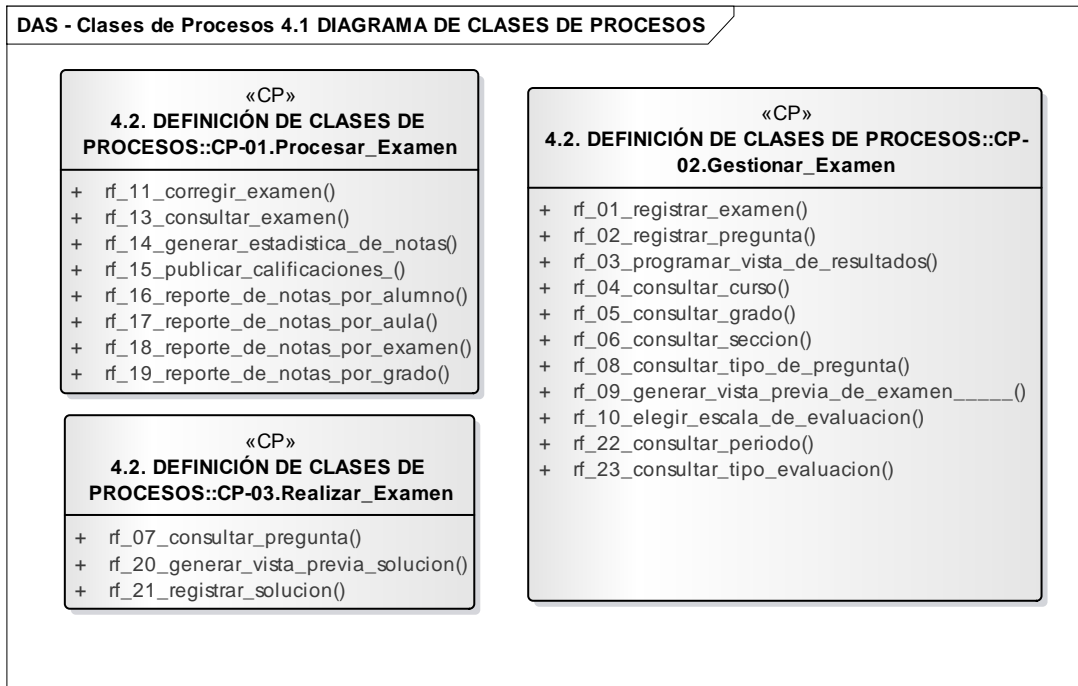 DAS - Clases de Procesos 4.1 DIAGRAMA DE CLASES DE PROCESOS
«CP»
4.2. DEFINICIÓN DE CLASES DE
PROCESOS::CP-01.Procesar_Examen
+ rf_11_corregir_examen()
+ rf_13_consultar_examen()
+ rf_14_generar_estadistica_de_notas()
+ rf_15_publicar_calificaciones_()
+ rf_16_reporte_de_notas_por_alumno()
+ rf_17_reporte_de_notas_por_aula()
+ rf_18_reporte_de_notas_por_examen()
+ rf_19_reporte_de_notas_por_grado()
«CP»
4.2. DEFINICIÓN DE CLASES DE PROCESOS::CP-
02.Gestionar_Examen
+ rf_01_registrar_examen()
+ rf_02_registrar_pregunta()
+ rf_03_programar_vista_de_resultados()
+ rf_04_consultar_curso()
+ rf_05_consultar_grado()
+ rf_06_consultar_seccion()
+ rf_08_consultar_tipo_de_pregunta()
+ rf_09_generar_vista_previa_de_examen_____()
+ rf_10_elegir_escala_de_evaluacion()
+ rf_22_consultar_periodo()
+ rf_23_consultar_tipo_evaluacion()
«CP»
4.2. DEFINICIÓN DE CLASES DE
PROCESOS::CP-03.Realizar_Examen
+ rf_07_consultar_pregunta()
+ rf_20_generar_vista_previa_solucion()
+ rf_21_registrar_solucion()